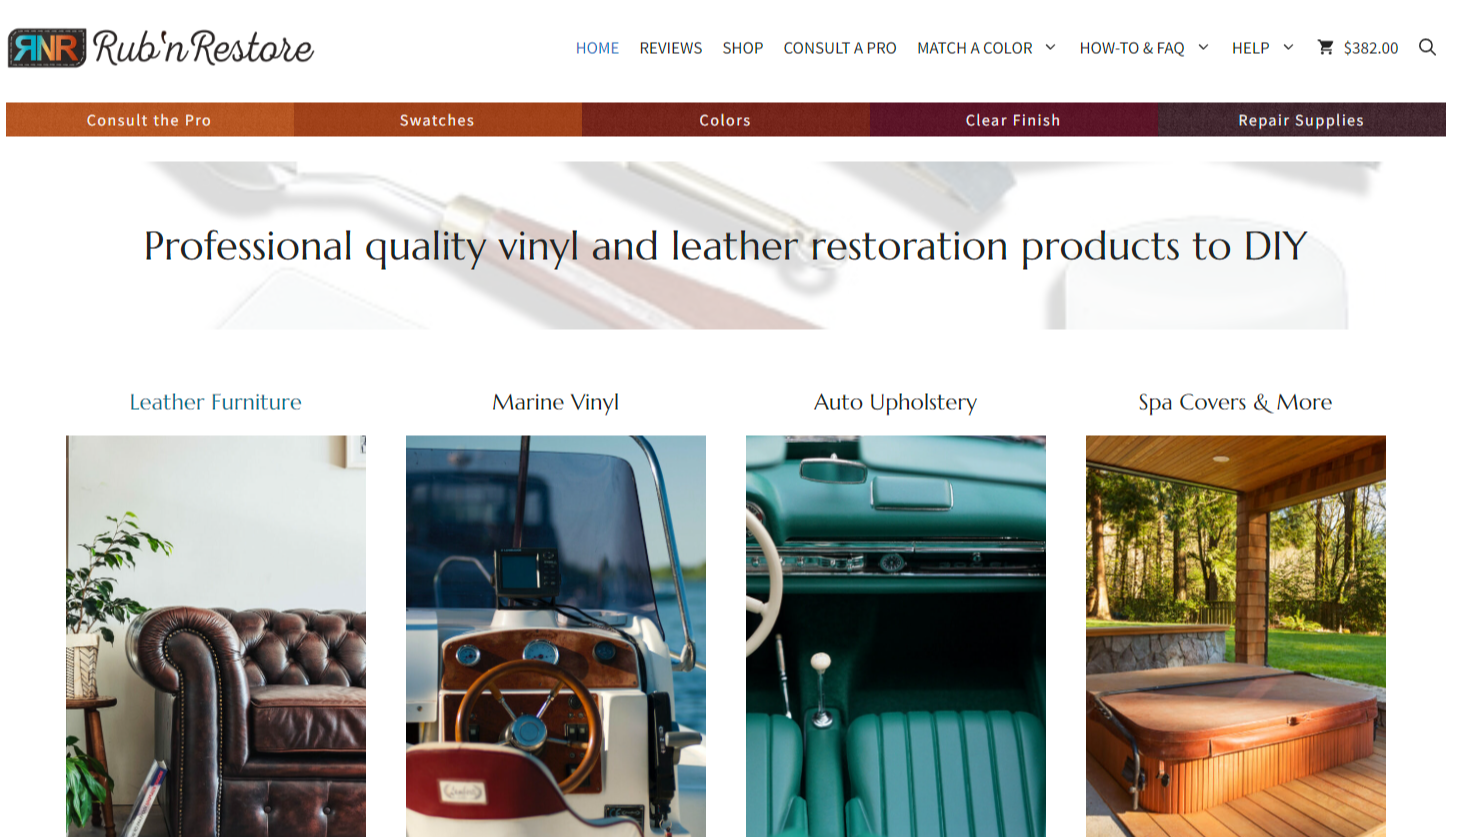 RNR Rub'n Restore
HOME REVIEWS SHOP CONSULT A PRO MATCH A COLOR HOW-TO & FAQ HELP $382.00
Consult the Pro Swatches Colors Clear Finish Repair Supplies
Professional quality vinyl and leather restoration products to DIY
Leather Furniture Marine Vinyl Auto Upholstery Spa Covers & More